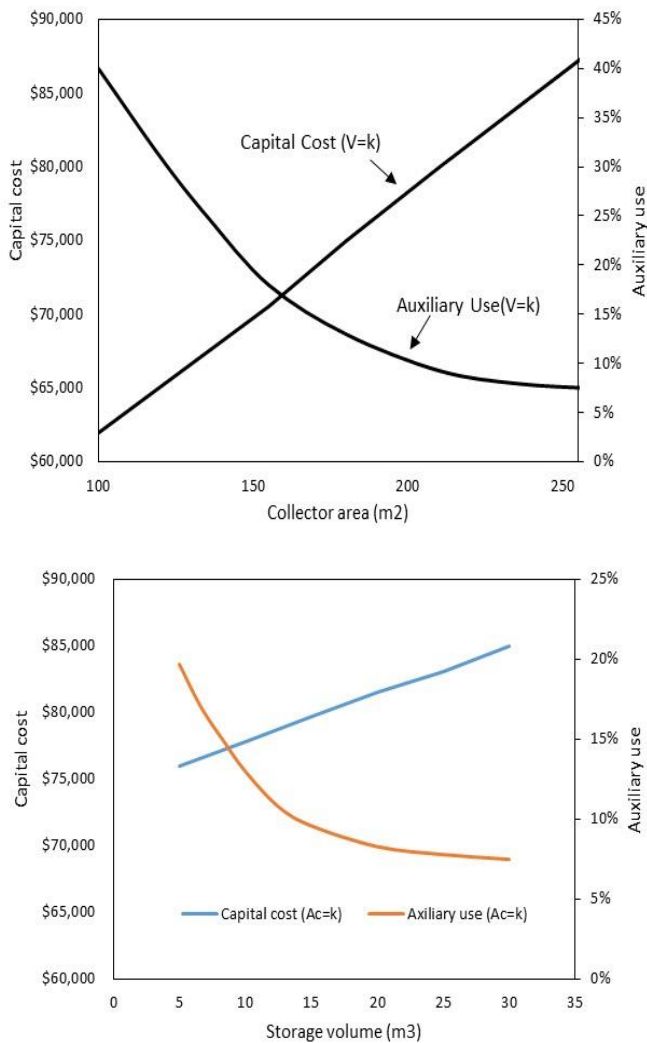 $90,000
$85,000
$80,000
$75,000
$70,000
$65,000
$60,000
Capital cost
45%
40%
35%
30%
25%
20%
15%
10%
5%
0%
Auxiliary use
Capital Cost (V=k)
Auxiliary Use(V=k)
100 150 200 250
Collector area (m2)
$90,000
$85,000
$80,000
$75,000
$70,000
$65,000
$60,000
Capital cost
25%
20%
15%
10%
5%
0%
Auxiliary use
Capital cost (Ac=k) Axiliary use (Ac=k)
0 5 10 15 20 25 30 35
Storage volume (m3)